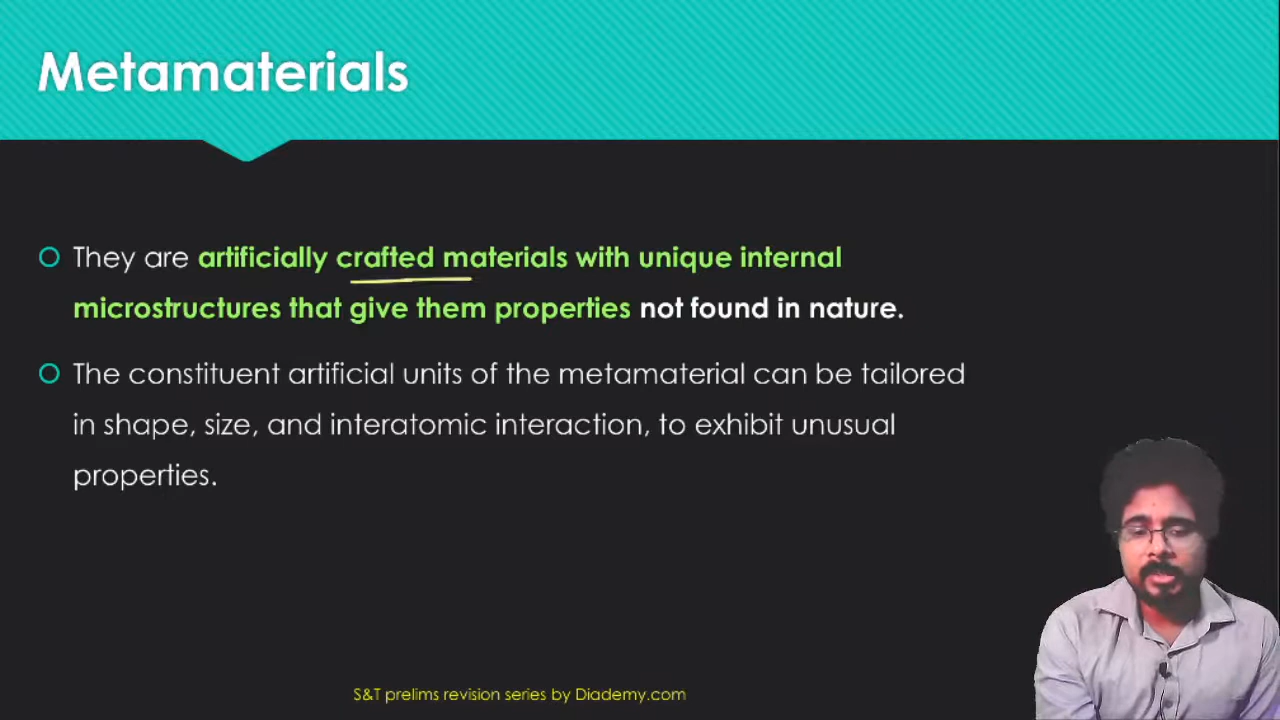 Metamaterials
They are artificially crafted materials with unique internal
microstructures that give them properties not found in nature.
The constituent artificial units of the metamaterial can be tailored
in shape, size, and interatomic interaction, to exhibit unusual
properties.
S&T prelims revision series by Diademy.com